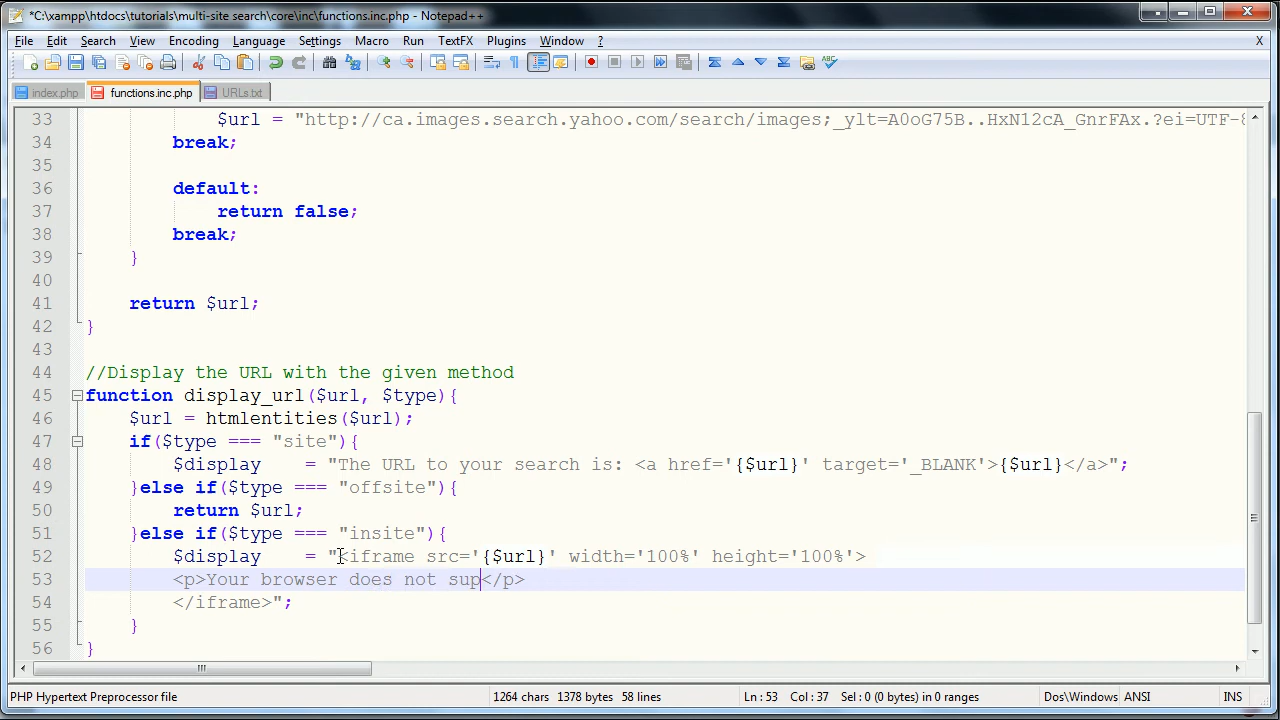 *C:\xampp\htdocs\tutorials\multi-site search\core\inc\functions.inc.php - Notepad++
File Edit Search View Encoding Language Settings Macro Run TextFX Plugins Window ? X
index.php functions.inc.php URLs.txt
33 $url = "http://ca.images.search.yahoo.com/search/images;_ylt=A0oG75B..HxN12cA_GnrFAx.?ei=UTF-8
34 break;
35
36 default:
37 return false;
38 break;
39 }
40
41 return $url;
42 }
43
44 //Display the URL with the given method
45 function display_url($url, $type){
46 $url = htmlentities($url);
47 if($type === "site"){
48 $display = "The URL to your search is: <a href='{$url}' target='_BLANK'>{$url}</a>";
49 }else if($type === "offsite"){
50 return $url;
51 }else if($type === "insite"){
52 $display = "<iframe src='{$url}' width='100%' height='100%'>
53 <p>Your browser does not sup</p>
54 </iframe>";
55 }
56 }
PHP Hypertext Preprocessor file 1264 chars 1378 bytes 58 lines Ln : 53 Col : 37 Sel : 0 (0 bytes) in 0 ranges Dos\Windows ANSI INS